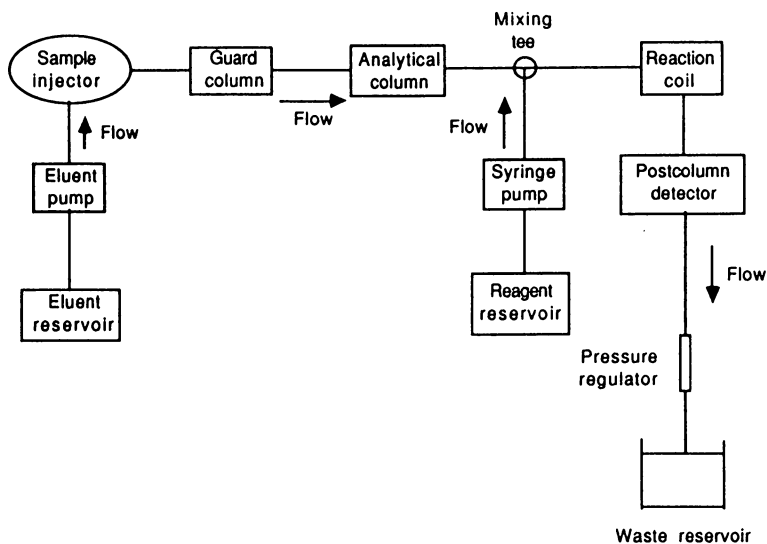 Mixing
tee
Sample
injector
Guard
column
Analytical
column
Reaction
coil
Flow
Flow
Flow
Eluent
pump
Syringe
pump
Postcolumn
detector
Flow
Eluent
reservoir
Reagent
reservoir
Pressure
regulator
Waste reservoir